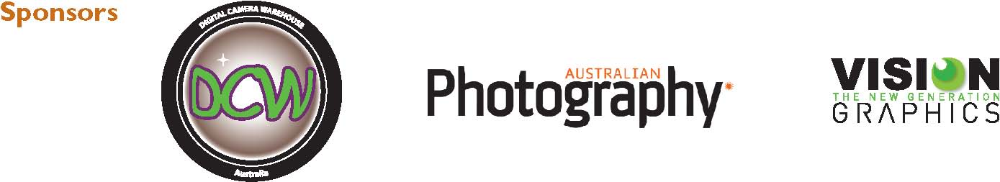 Sponsors
DIGITAL CAMERA WAREHOUSE
DCW
Australia
AUSTRALIAN
Photography
VISION
THE NEW GENERATION
GRAPHICS